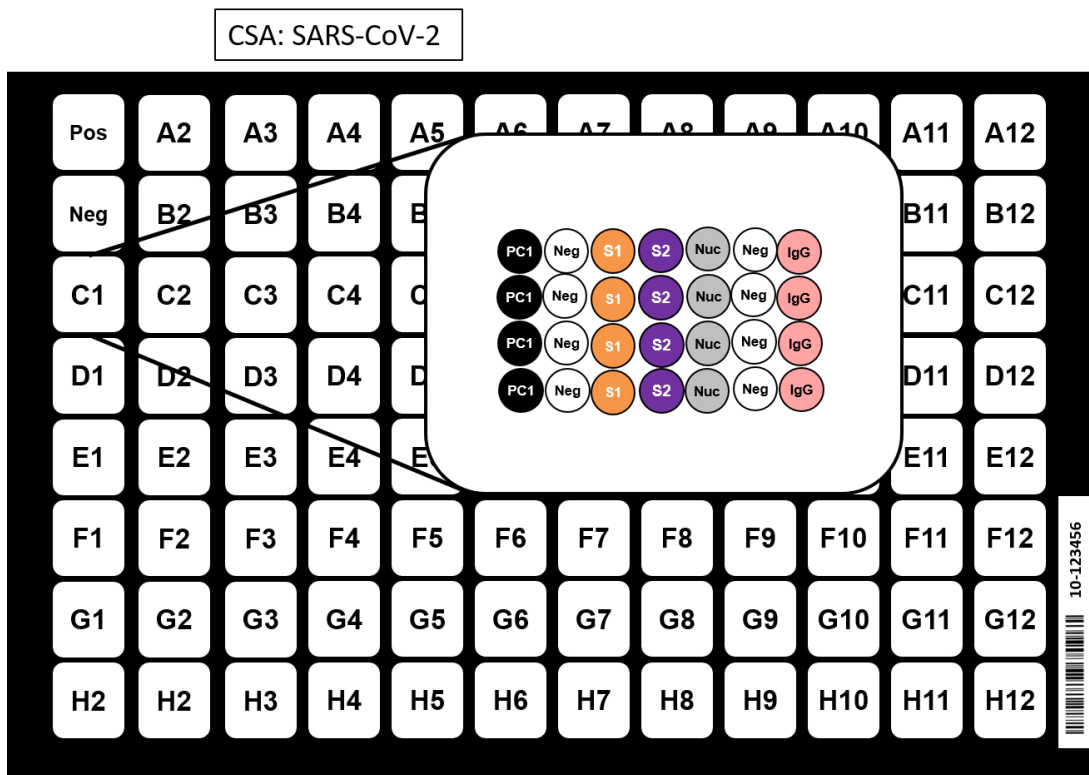 CSA: SARS-CoV-2
Pos A2 A3 A4 A5 A6 A7 A8 A9 A10 A11 A12
Neg B2 B3 B4 B B11 B12
C1 C2 C3 C4 C C11 C12
D1 D2 D3 D4 D D11 D12
E1 E2 E3 E4 E E11 E12
F1 F2 F3 F4 F5 F6 F7 F8 F9 F10 F11 F12
G1 G2 G3 G4 G5 G6 G7 G8 G9 G10 G11 G12
H2 H2 H3 H4 H5 H6 H7 H8 H9 H10 H11 H12
PC1 Neg S1 S2 Nuc Neg IgG
PC1 Neg S1 S2 Nuc Neg IgG
PC1 Neg S1 S2 Nuc Neg IgG
PC1 Neg S1 S2 Nuc Neg IgG
10-123456